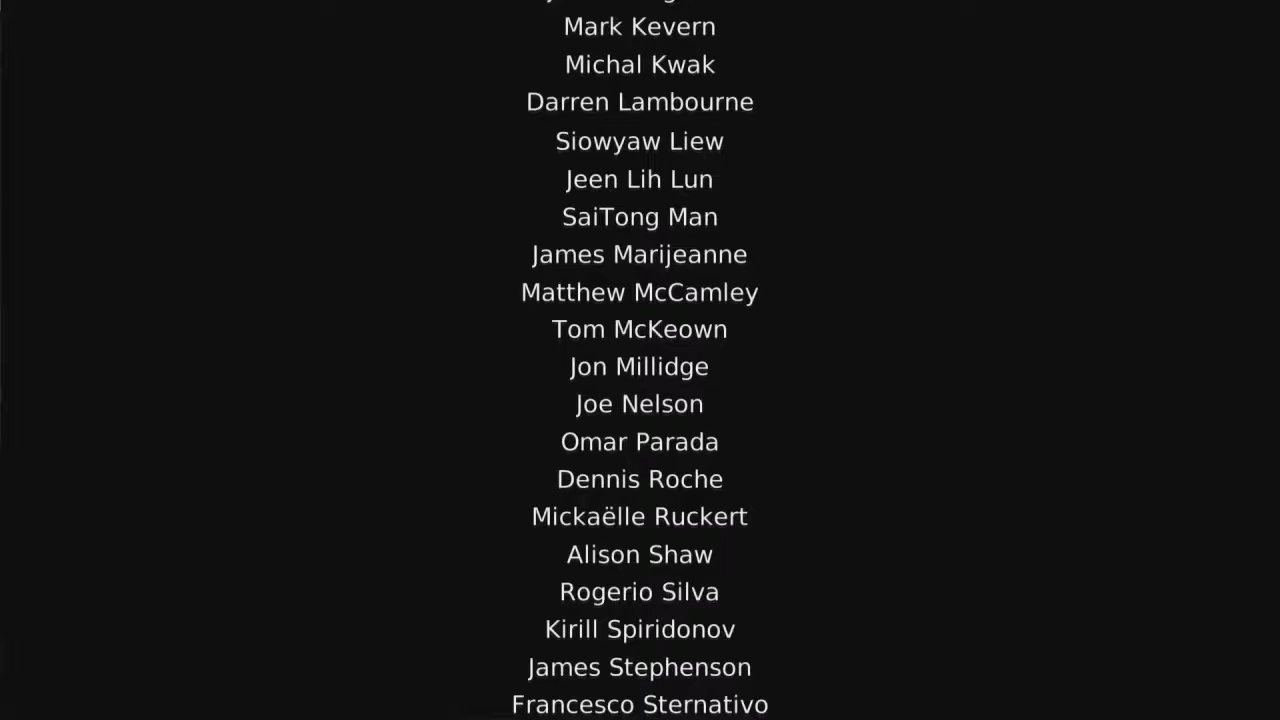 Mark Kevern
Michal Kwak
Darren Lambourne
Siowyaw Liew
Jeen Lih Lun
SaiTong Man
James Marijeanne
Matthew McCamley
Tom McKeown
Jon Millidge
Joe Nelson
Omar Parada
Dennis Roche
Mickaëlle Ruckert
Alison Shaw
Rogerio Silva
Kirill Spiridonov
James Stephenson
Francesco Sternativo